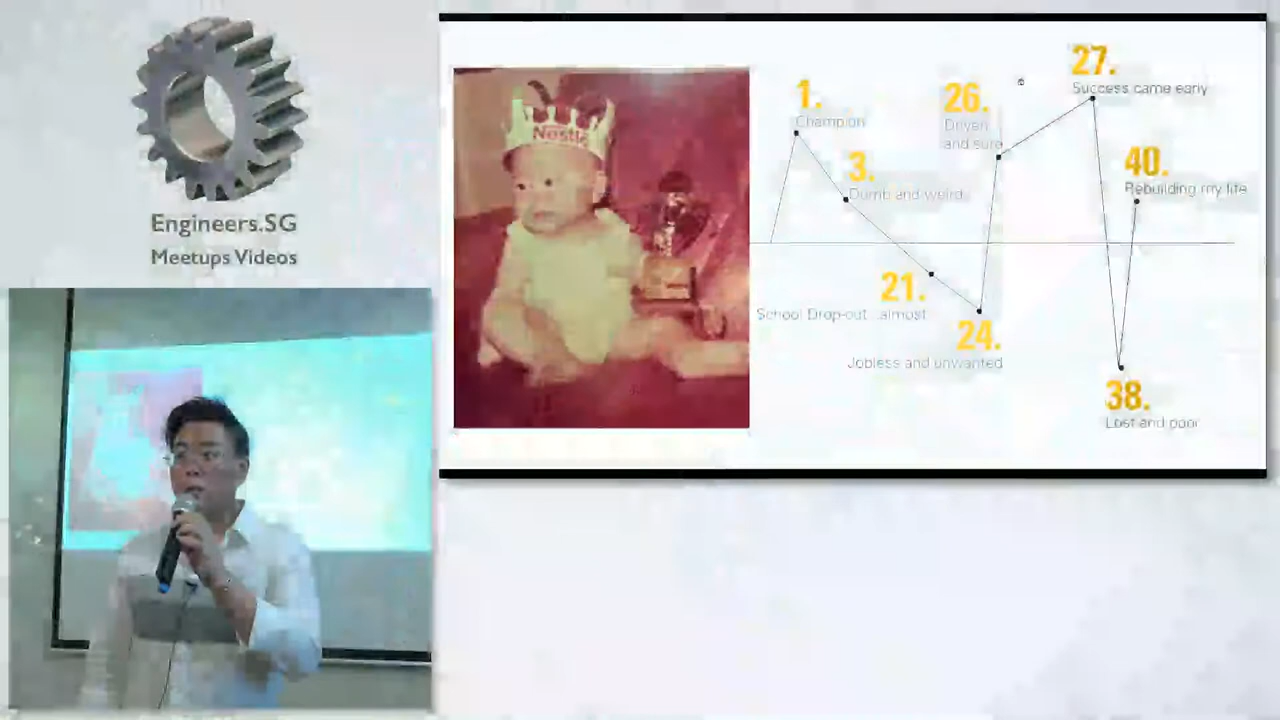 Engineers.SG
Meetups Videos
Nestle
1.
Champion
3.
Dumb and weird
21.
School Drop-out...almost
24.
Jobless and unwanted
26.
Driven
and sure
27.
Success came early
38.
Lost and poor
40.
Rebuilding my life